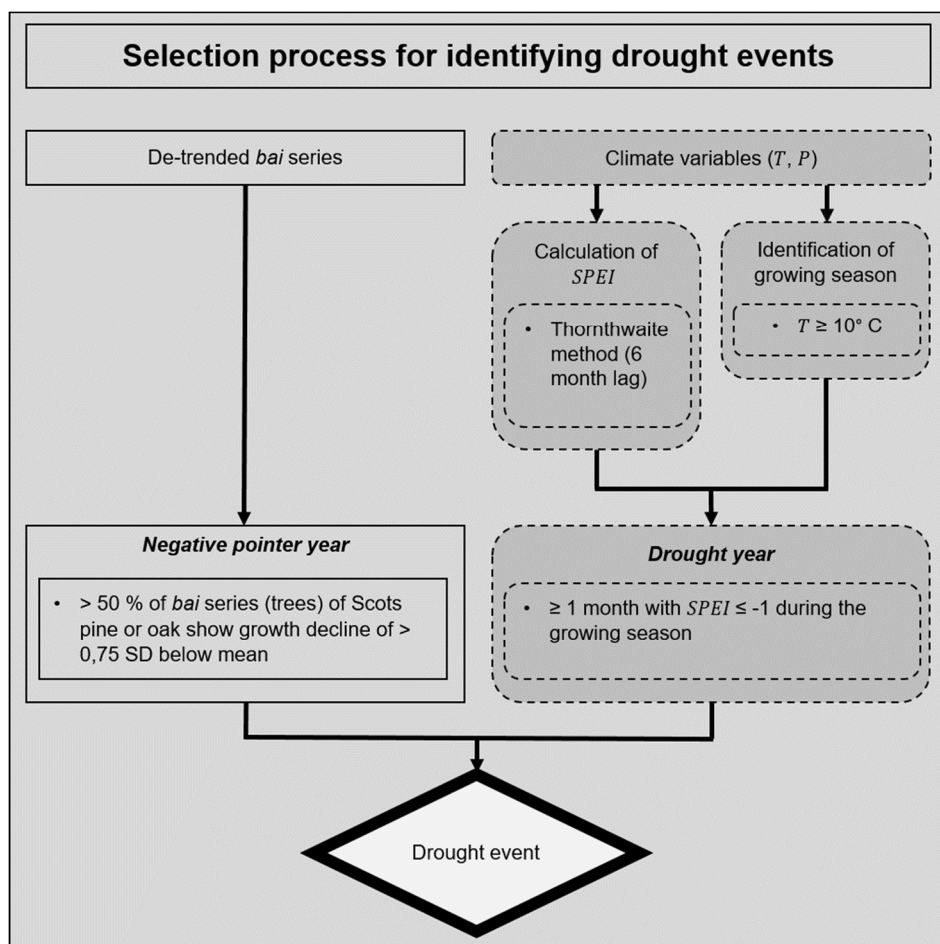 Selection process for identifying drought events
De-trended bai series
Climate variables (T, P)
Calculation of
SPEI
• Thornthwaite
method (6
month lag)
Identification of
growing season
• T ≥ 10° C
Negative pointer year
• > 50 % of bai series (trees) of Scots
pine or oak show growth decline of >
0,75 SD below mean
Drought year
• ≥ 1 month with SPEI ≤ -1 during the
growing season
Drought event